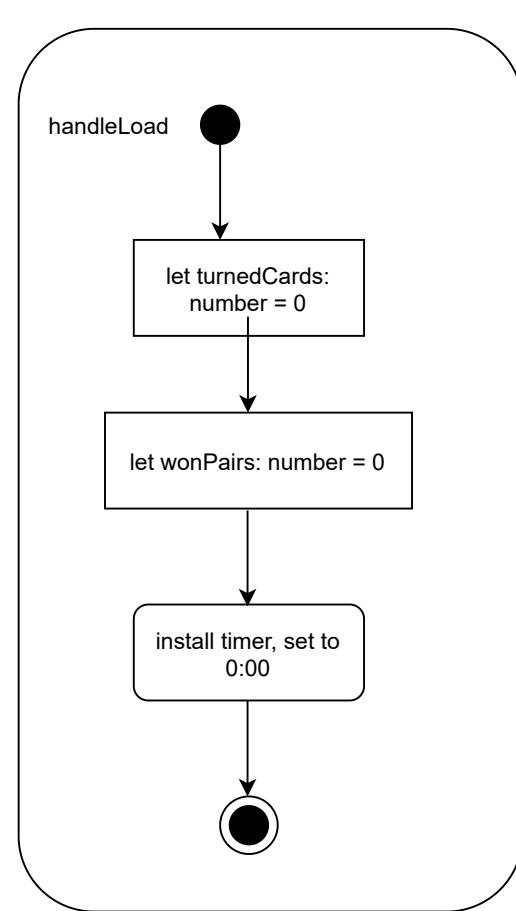 handleLoad
let turnedCards:
number = 0
let wonPairs: number = 0
install timer, set to
0:00